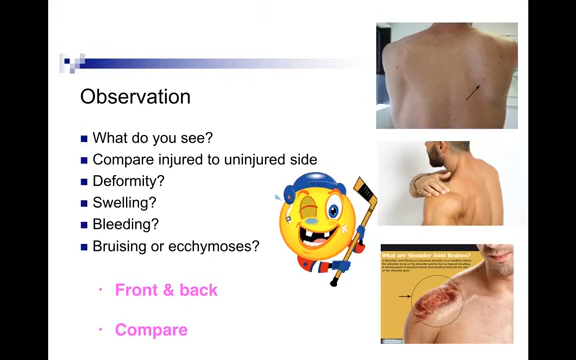 Observation
What do you see?
Compare injured to uninjured side
Deformity?
Swelling?
Bleeding?
Bruising or ecchymoses?
Front & back
Compare
What are Shoulder Joint Bruises?